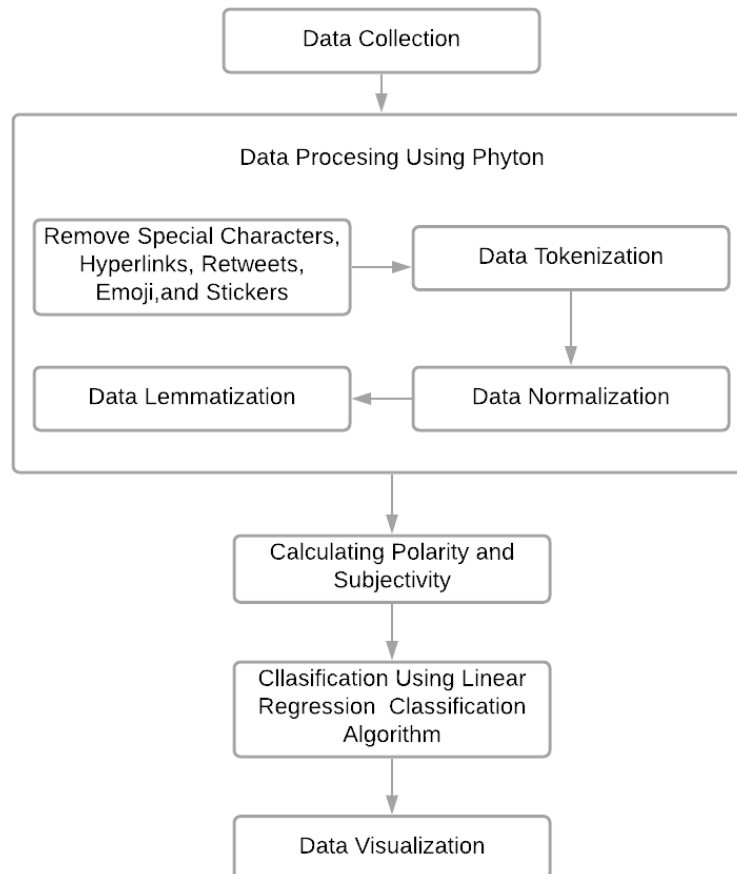 Data Collection
Data Procesing Using Phyton
Remove Special Characters,
Hyperlinks, Retweets,
Emoji,and Stickers
Data Tokenization
Data Normalization
Data Lemmatization
Calculating Polarity and
Subjectivity
Cllasification Using Linear
Regression  Classification
Algorithm
Data Visualization